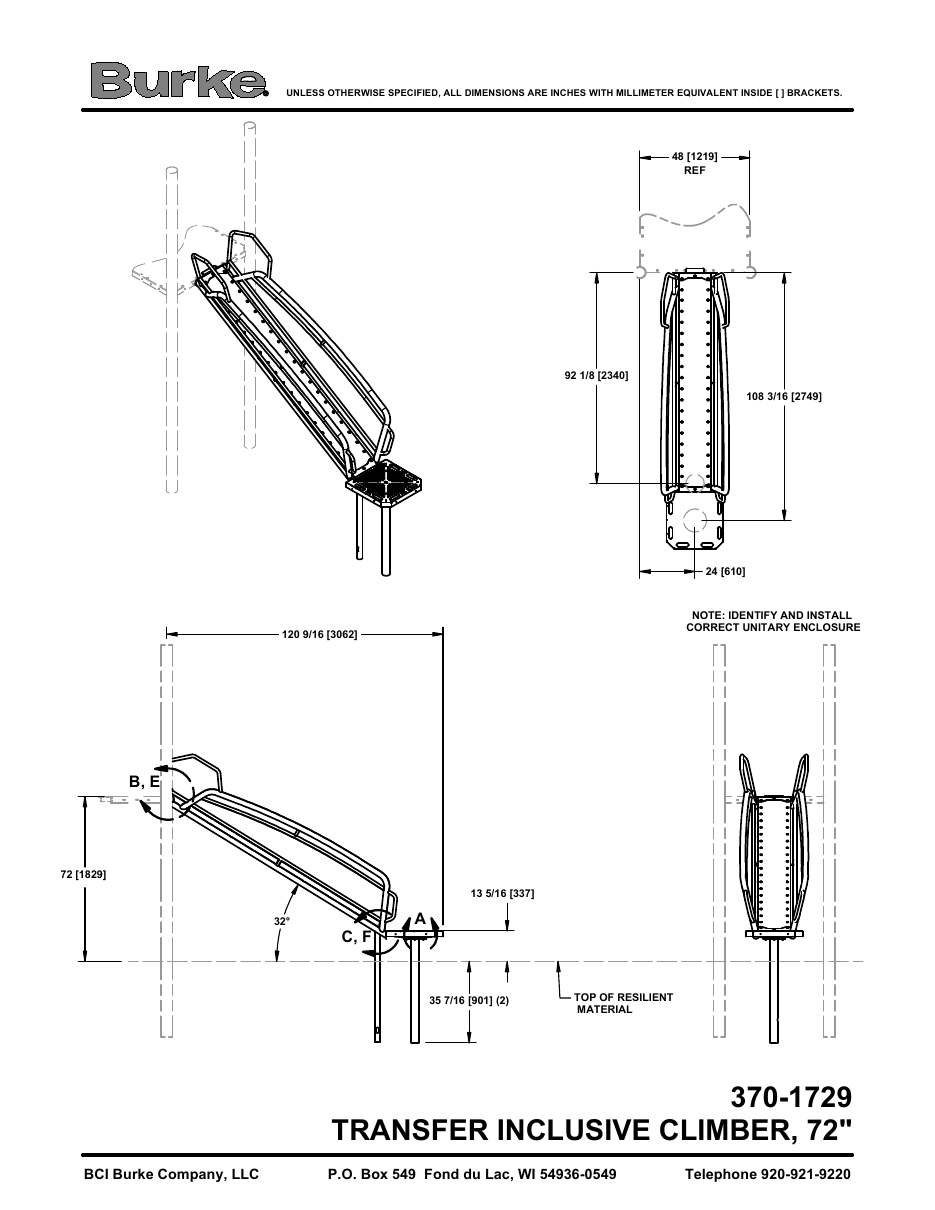 Burke
UNLESS OTHERWISE SPECIFIED, ALL DIMENSIONS ARE INCHES WITH MILLIMETER EQUIVALENT INSIDE [ ] BRACKETS.
48 [1219]
REF
92 1/8 [2340]
108 3/16 [2749]
24 [610]
NOTE: IDENTIFY AND INSTALL
CORRECT UNITARY ENCLOSURE
120 9/16 [3062]
B, E
72 [1829]
13 5/16 [337]
32°
A
C, F
35 7/16 [901] (2)
TOP OF RESILIENT
MATERIAL
370-1729
TRANSFER INCLUSIVE CLIMBER, 72"
BCI Burke Company, LLC P.O. Box 549 Fond du Lac, WI 54936-0549 Telephone 920-921-9220